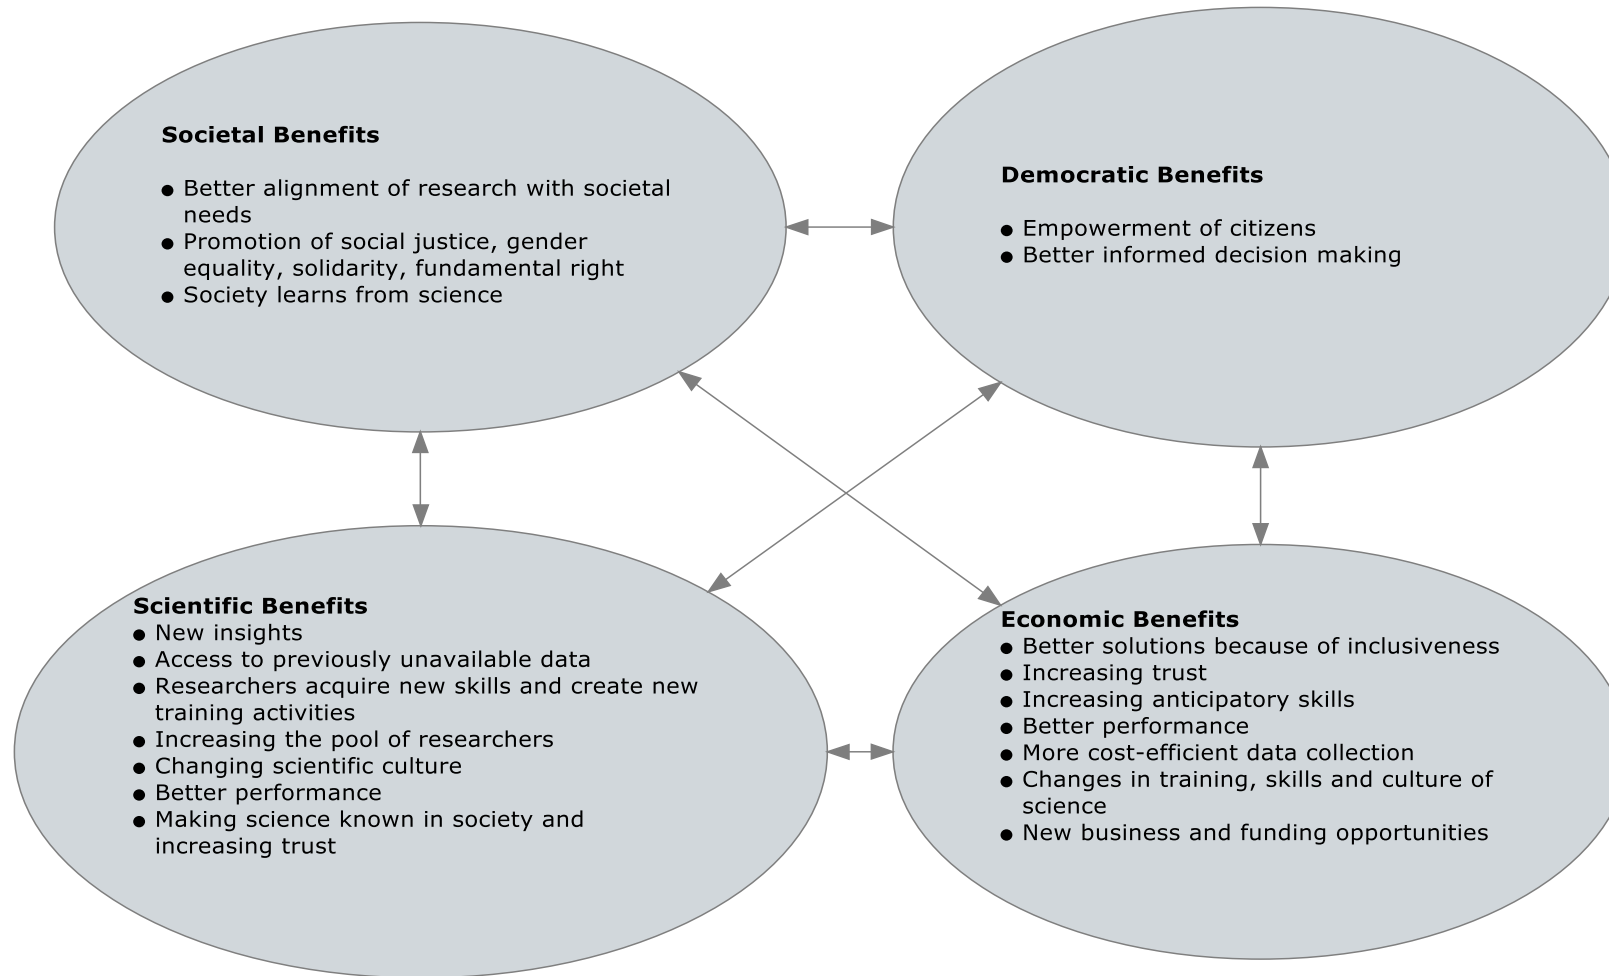 Societal Benefits
● Better alignment of research with societal
needs
● Promotion of social justice, gender
equality, solidarity, fundamental right
● Society learns from science
Democratic Benefits
● Empowerment of citizens
● Better informed decision making
Scientific Benefits
● New insights
● Access to previously unavailable data
● Researchers acquire new skills and create new
training activities
● Increasing the pool of researchers
● Changing scientific culture
● Better performance
● Making science known in society and
increasing trust
Economic Benefits
● Better solutions because of inclusiveness
● Increasing trust
● Increasing anticipatory skills
● Better performance
● More cost-efficient data collection
● Changes in training, skills and culture of
science
● New business and funding opportunities